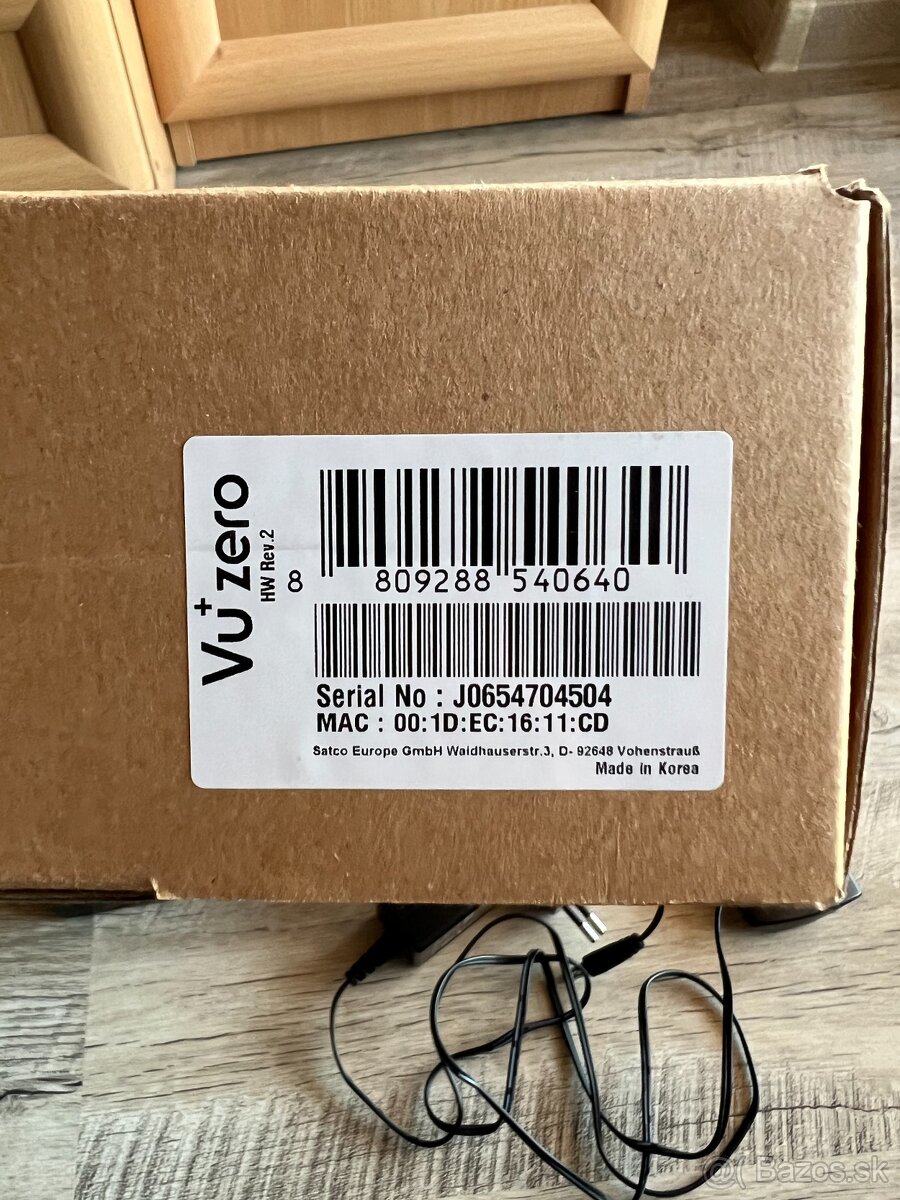 Vu+ zero
HW Rev.2
8 809288 540640
Serial No : J0654704504
MAC : 00:1D:EC:16:11:CD
Satco Europe GmbH Waidhauserstr.3, D- 92648 Vohenstrauß
Made in Korea
Bazos.sk